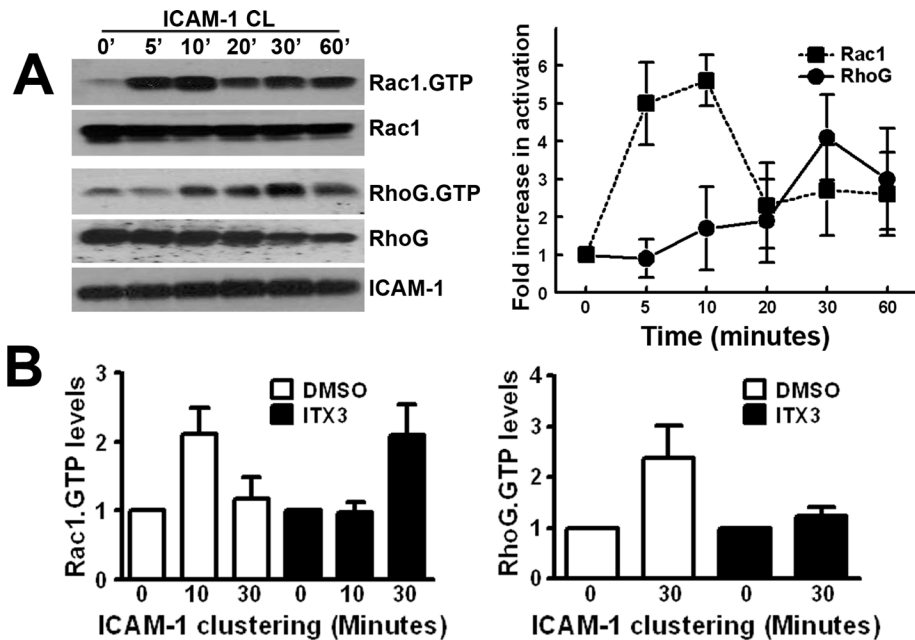 A
ICAM-1 CL
0' 5' 10' 20' 30' 60'
Rac1.GTP
Rac1
RhoG.GTP
RhoG
ICAM-1
Fold increase in activation
6
5
4
3
2
1
0
Rac1
RhoG
0 5 10 20 30 60
Time (minutes)
B
Rac1.GTP levels
3
2
1
0
DMSO
ITX3
0 10 30 0 10 30
ICAM-1 clustering (Minutes)
RhoG.GTP levels
4
3
2
1
0
DMSO
ITX3
0 30 0 30
ICAM-1 clustering (Minutes)